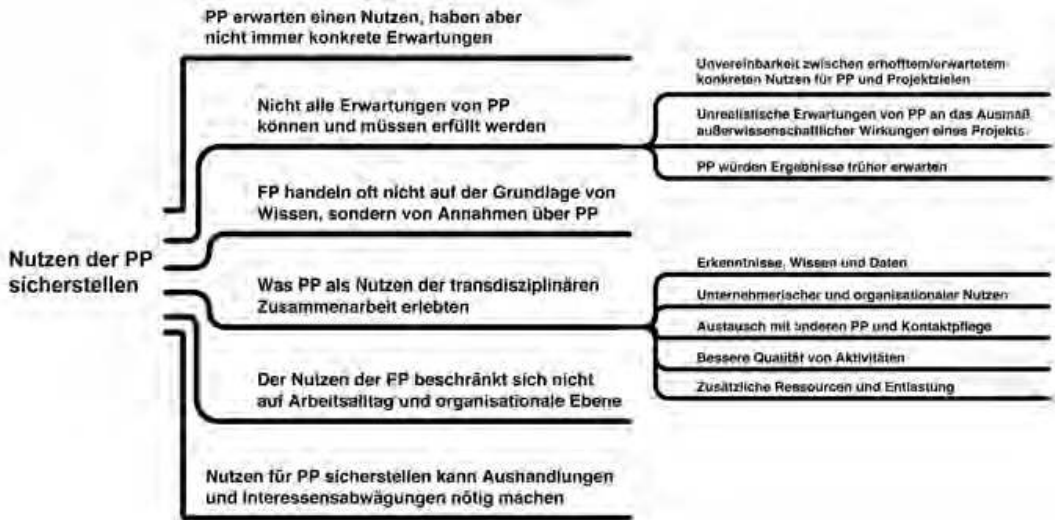 PP erwarten einen Nutzen, haben aber
nicht immer konkrete Erwartungen
Nicht alle Erwartungen von PP
können und müssen erfüllt werden
Unvereinbarkeit zwischen erhofftem/erwartetem
konkreten Nutzen für PP und Projektzielen
Unrealistische Erwartungen von PP an das Ausmaß
außerwissenschaftlicher Wirkungen eines Projekts
PP würden Ergebnisse früher erwarten
FP handeln oft nicht auf der Grundlage von
Wissen, sondern von Annahmen über PP
Nutzen der PP
sicherstellen
Was PP als Nutzen der transdisziplinären
Zusammenarbeit erlebten
Erkenntnisse, Wissen und Daten
Unternehmerischer und organisationaler Nutzen
Austausch mit anderen PP und Kontaktpflege
Bessere Qualität von Aktivitäten
Zusätzliche Ressourcen und Entlastung
Der Nutzen der FP beschränkt sich nicht
auf Arbeitsalltag und organisationale Ebene
Nutzen für PP sicherstellen kann Aushandlungen
und Interessensabwägungen nötig machen